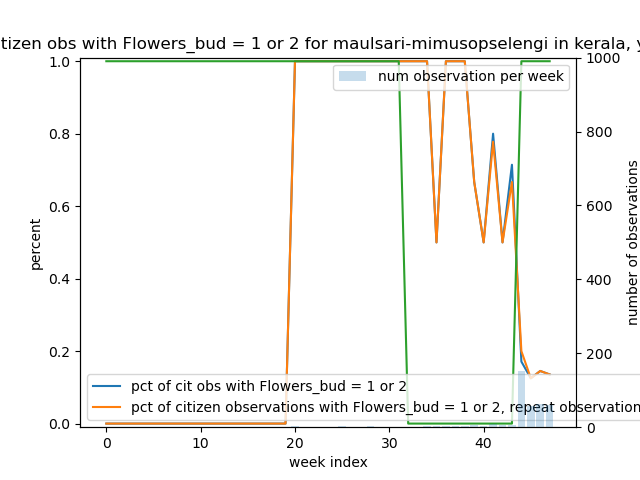 tizen obs with Flowers_bud = 1 or 2 for maulsari-mimusopselengi in kerala, y
num observation per week
1.0
0.8
0.6
0.4
0.2
0.0
percent
1000
800
600
400
200
0
number of observations
pct of cit obs with Flowers_bud = 1 or 2
pct of citizen observations with Flowers_bud = 1 or 2, repeat observation
0 10 20 30 40
week index